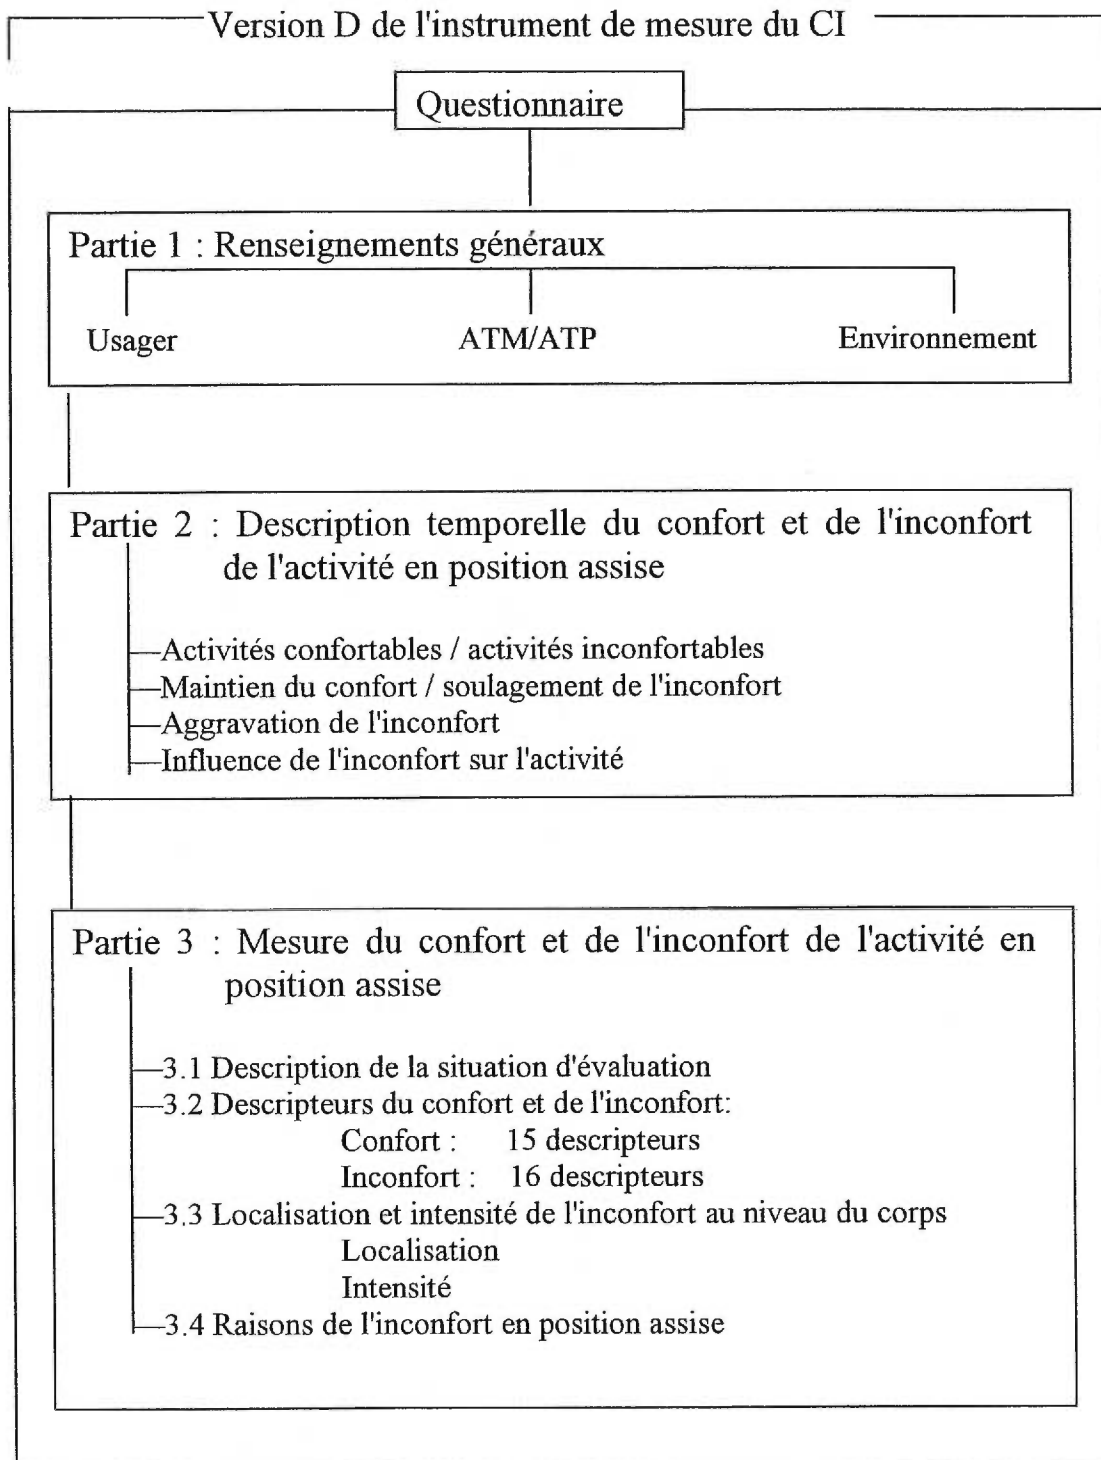 Version D de l'instrument de mesure du CI
Questionnaire
Partie 1 : Renseignements généraux
Usager ATM/ATP Environnement
Partie 2 : Description temporelle du confort et de l'inconfort
de l'activité en position assise
Activités confortables / activités inconfortables
Maintien du confort / soulagement de l'inconfort
Aggravation de l'inconfort
Influence de l'inconfort sur l'activité
Partie 3 : Mesure du confort et de l'inconfort de l'activité en
position assise
3.1 Description de la situation d'évaluation
3.2 Descripteurs du confort et de l'inconfort:
Confort : 15 descripteurs
Inconfort : 16 descripteurs
3.3 Localisation et intensité de l'inconfort au niveau du corps
Localisation
Intensité
3.4 Raisons de l'inconfort en position assise